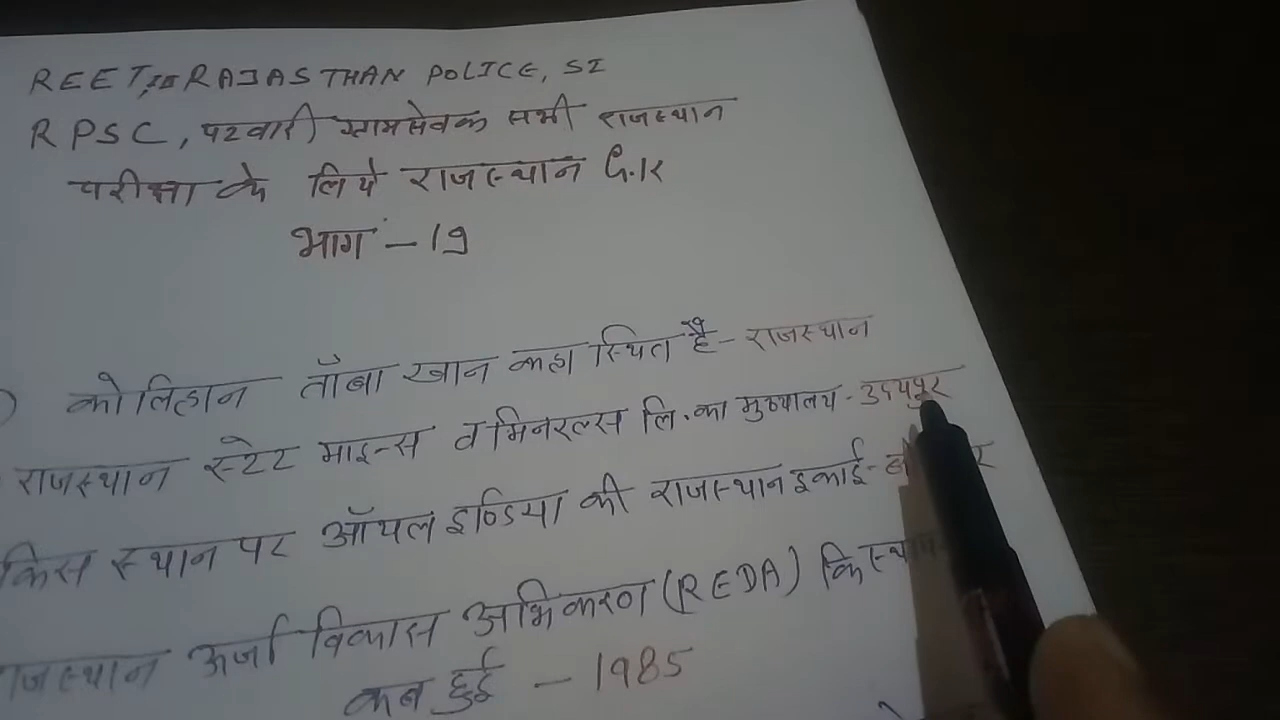 REET, RAJASTHAN POLICE, SI
RPSC, पटवारी ग्रामसेवक सभी राजस्थान
परीक्षा के लिये राजस्थान G.K
भाग - 19
कोलिहान ताँबा खान कहा स्थित है - राजस्थान
राजस्थान स्टेट माइन्स व मिनरल्स लि. का मुख्यालय - उदयपुर
किस स्थान पर ऑयल इण्डिया की राजस्थान इकाई -
ऊर्जा विकास अभिकरण (REDA) कि
कब हुई - 1985